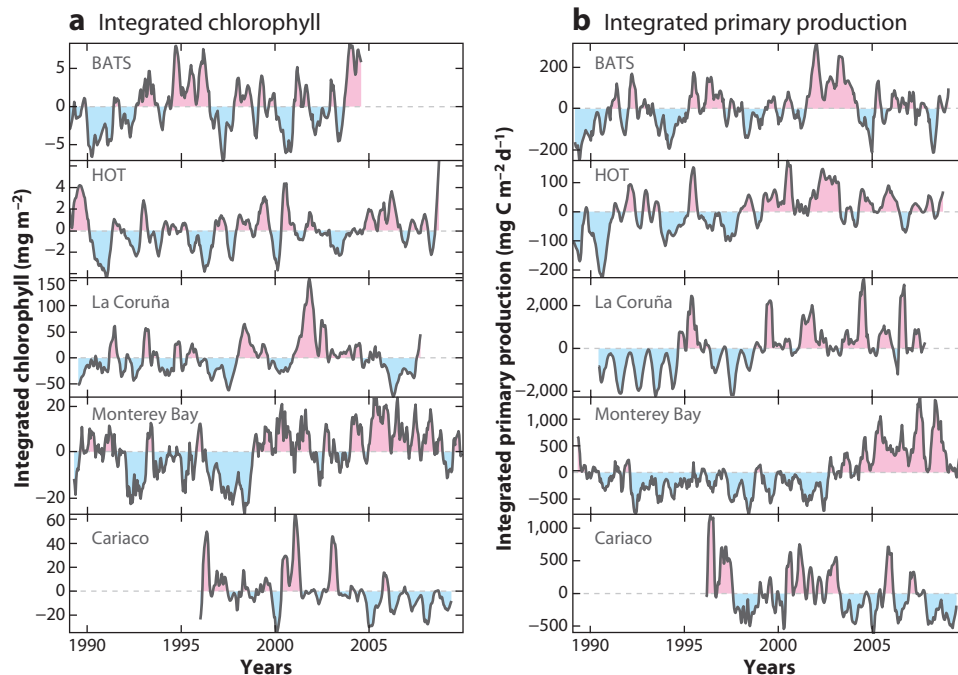 a Integrated chlorophyll
Integrated chlorophyll (mg m⁻²)
BATS
5
0
−5
HOT
4
2
0
−2
La Coruña
150
100
50
0
−50
Monterey Bay
20
0
−20
Cariaco
60
40
20
0
−20
1990 1995 2000 2005
Years
b Integrated primary production
Integrated primary production (mg C m⁻² d⁻¹)
BATS
200
0
−200
HOT
100
0
−100
−200
La Coruña
2,000
0
−2,000
Monterey Bay
1,000
500
0
−500
Cariaco
1,000
500
0
−500
1990 1995 2000 2005
Years